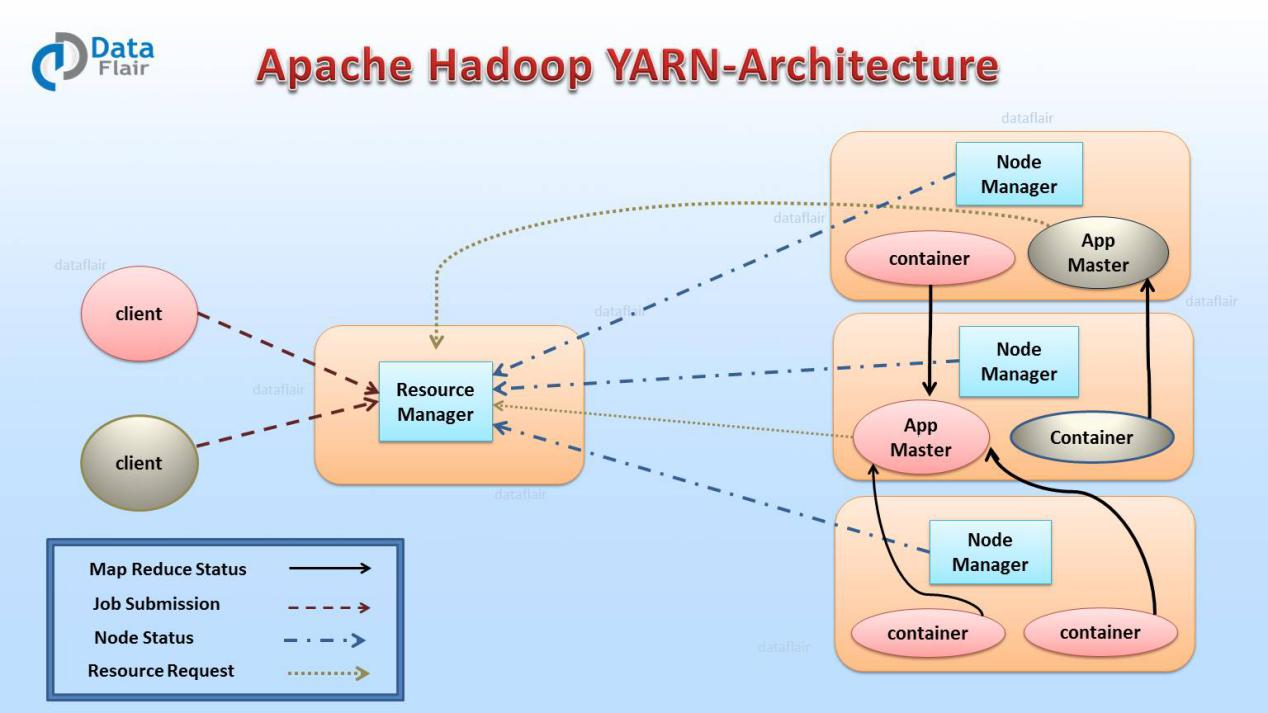 Data
Flair
Apache Hadoop YARN-Architecture
dataflair
Node
Manager
dataflair
container
App
Master
dataflair
client
dataflair
dataflair
Node
Manager
dataflair
Resource
Manager
App
Master
Container
client
dataflair
Node
Manager
container
container
dataflair
Map Reduce Status
Job Submission
Node Status
Resource Request